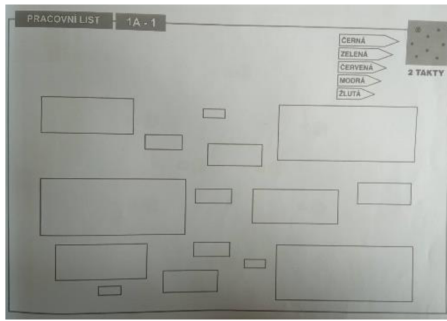 PRACOVNÍ LIST 1A - 1
ČERNÁ
ZELENÁ
ČERVENÁ
MODRÁ
ŽLUTÁ
2 TAKTY